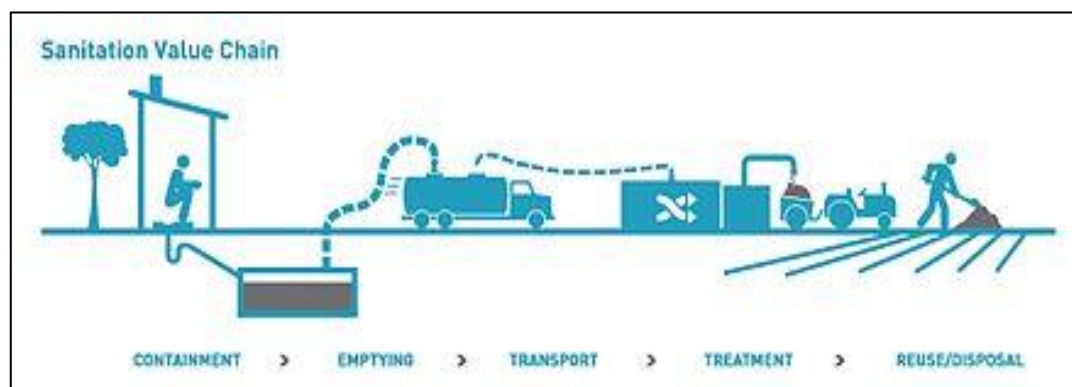 Sanitation Value Chain
CONTAINMENT > EMPTYING > TRANSPORT > TREATMENT > REUSE/DISPOSAL